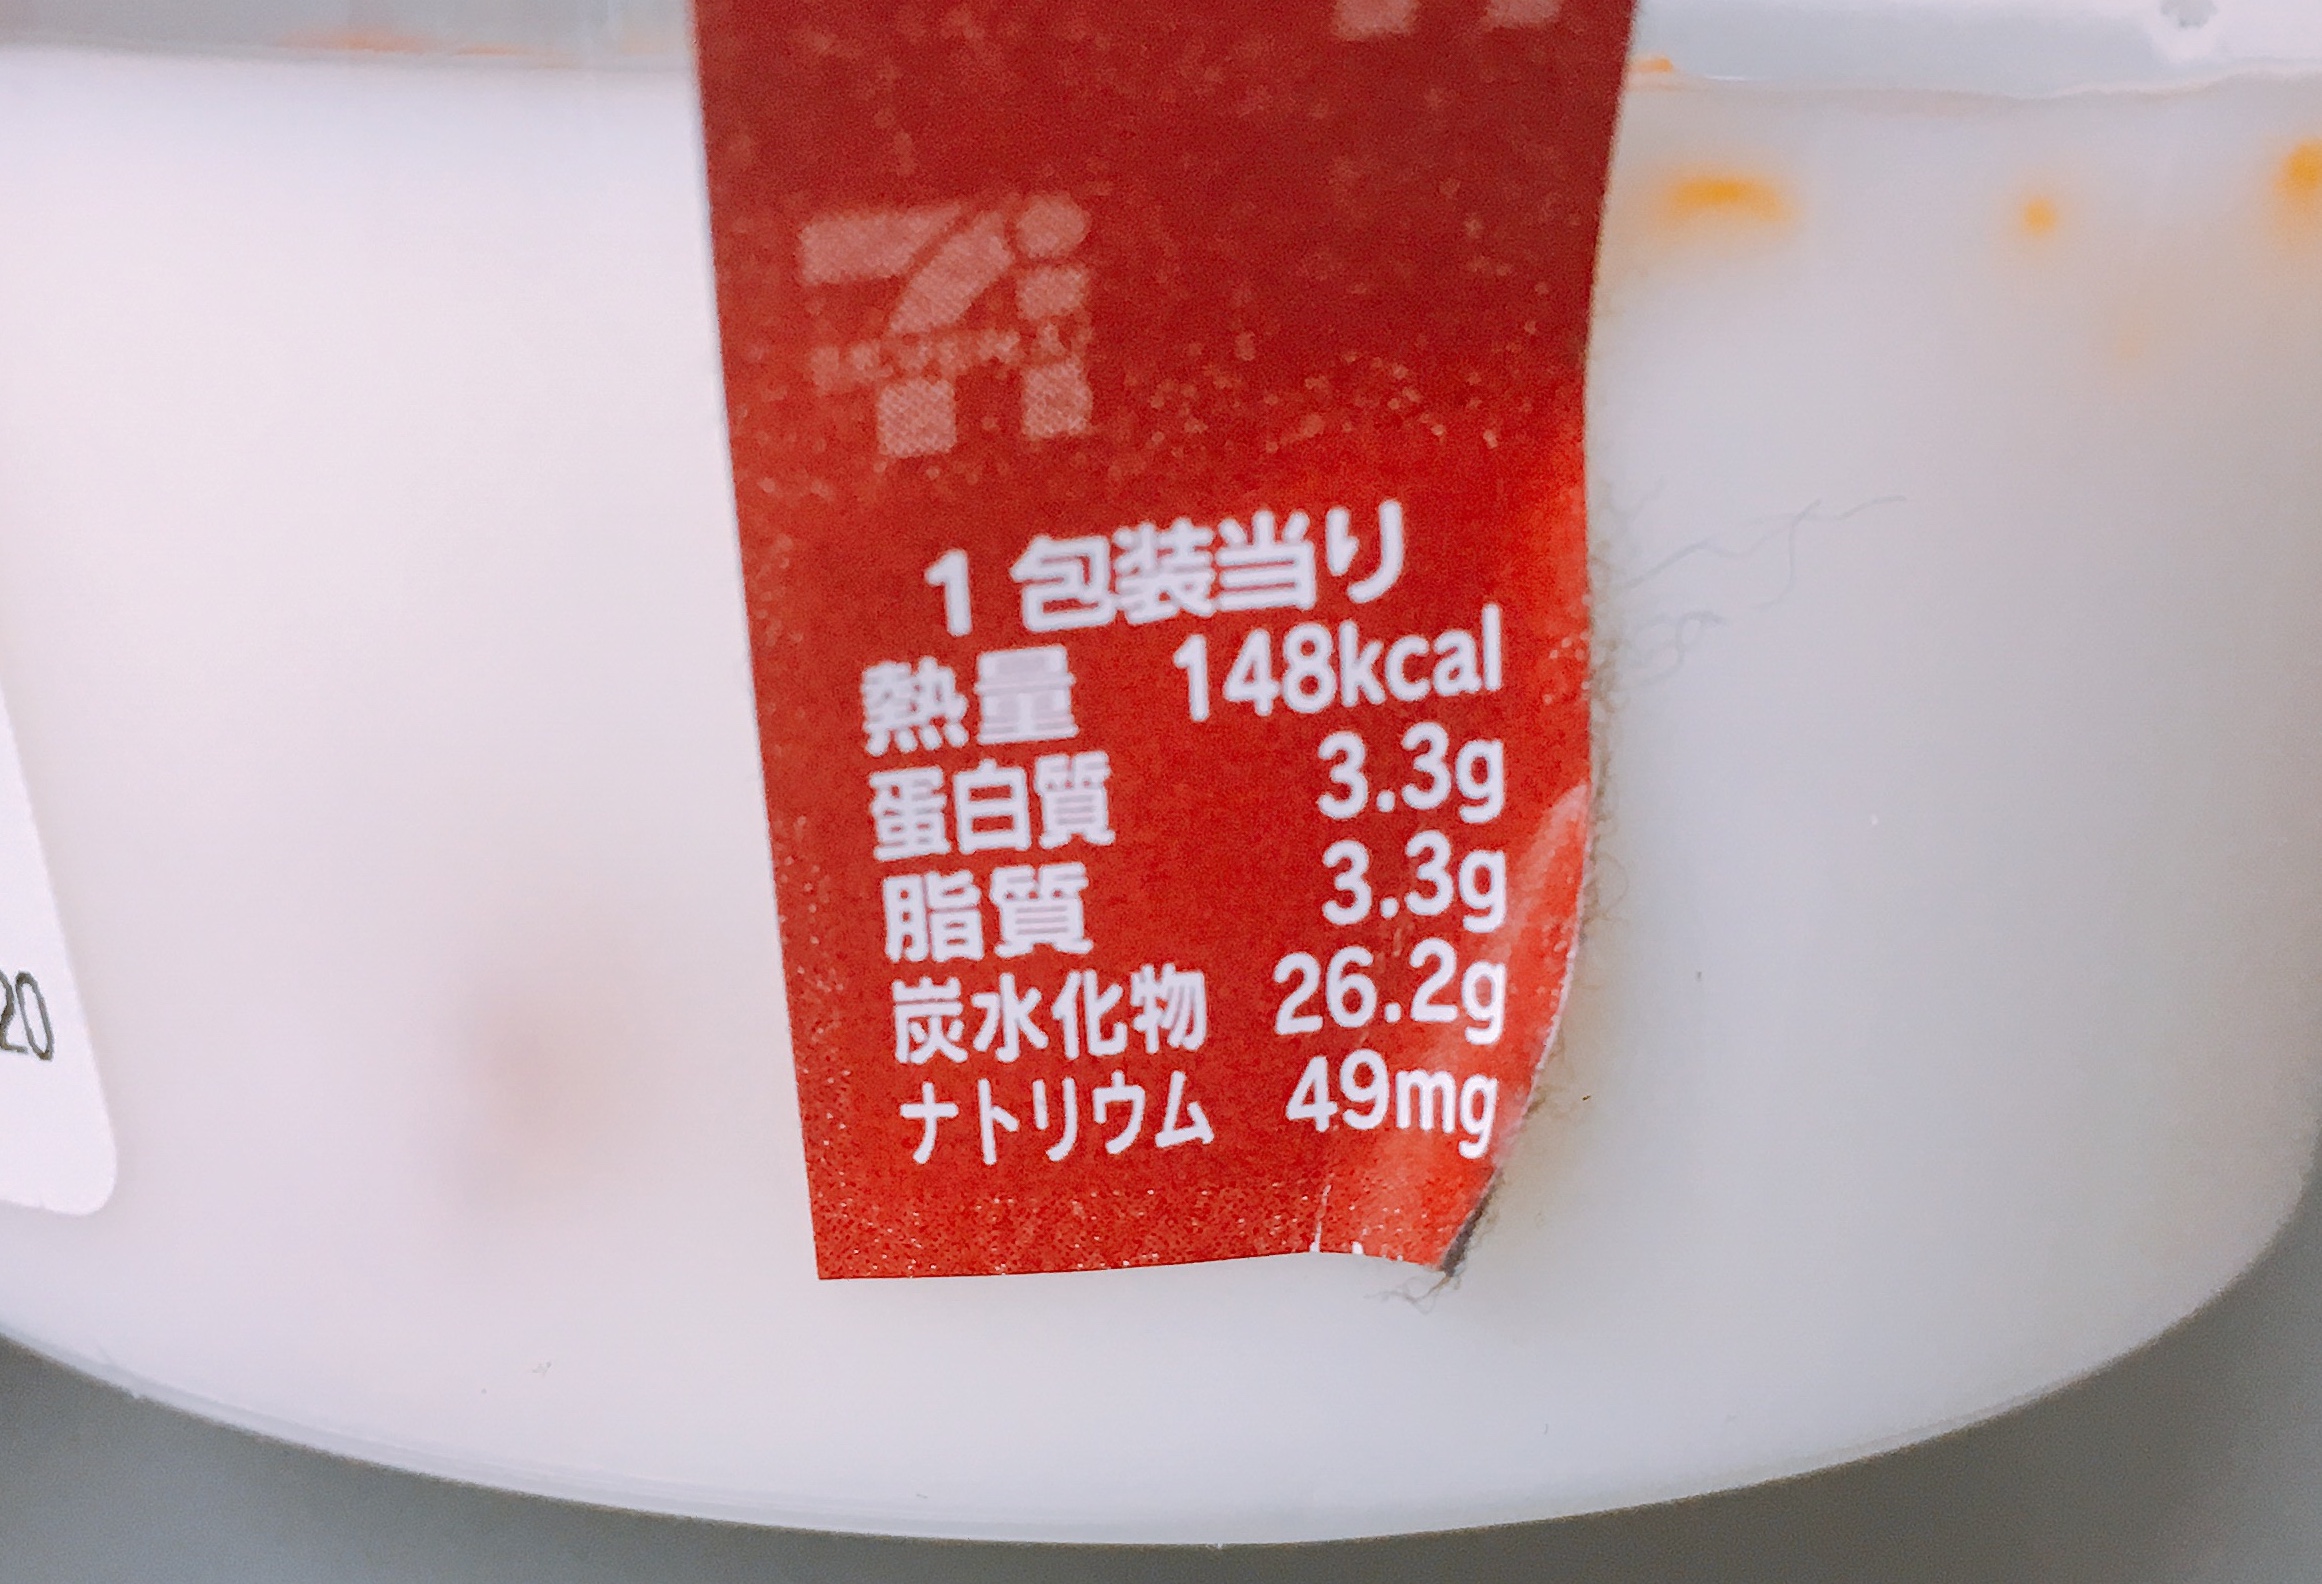 1包装当り
熱量 148kcal
蛋白質 3.3g
脂質 3.3g
炭水化物 26.2g
ナトリウム 49mg
20